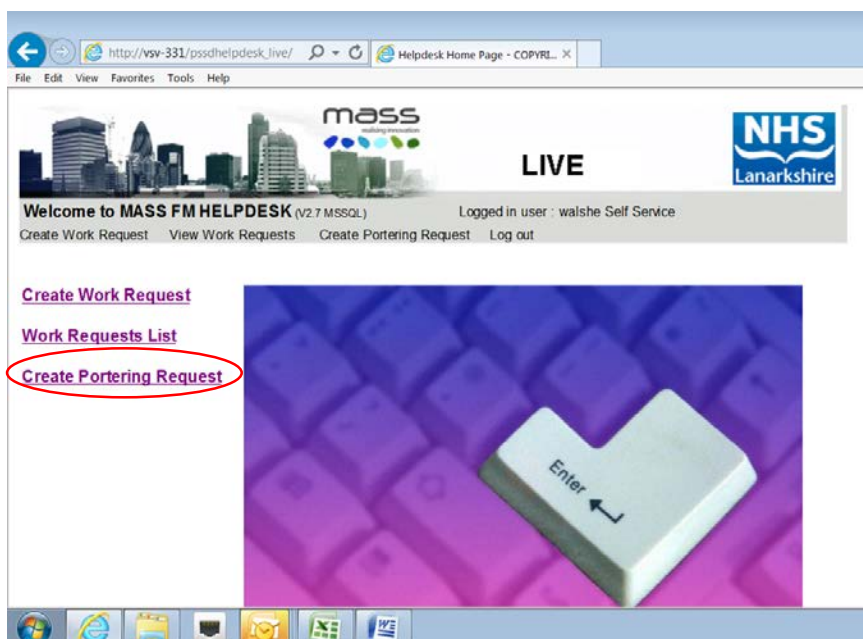 http://vsv-331/pssdhelpdesk_live/
Helpdesk Home Page - COPYRI...
File Edit View Favorites Tools Help
mass
realising innovation
LIVE
NHS
Lanarkshire
Welcome to MASS FM HELPDESK (V2.7 MSSQL)
Logged in user : walshe Self Service
Create Work Request View Work Requests Create Portering Request Log out
Create Work Request
Work Requests List
Create Portering Request
Enter